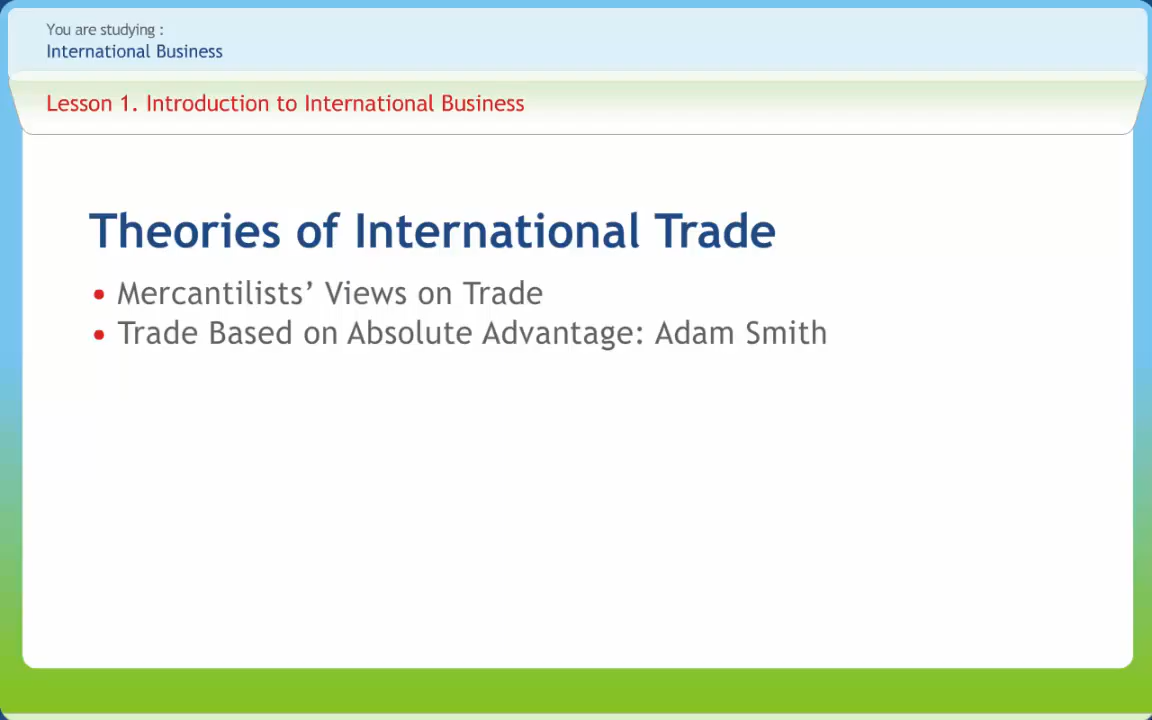 You are studying :
International Business
Lesson 1. Introduction to International Business
Theories of International Trade
• Mercantilists’ Views on Trade
• Trade Based on Absolute Advantage: Adam Smith